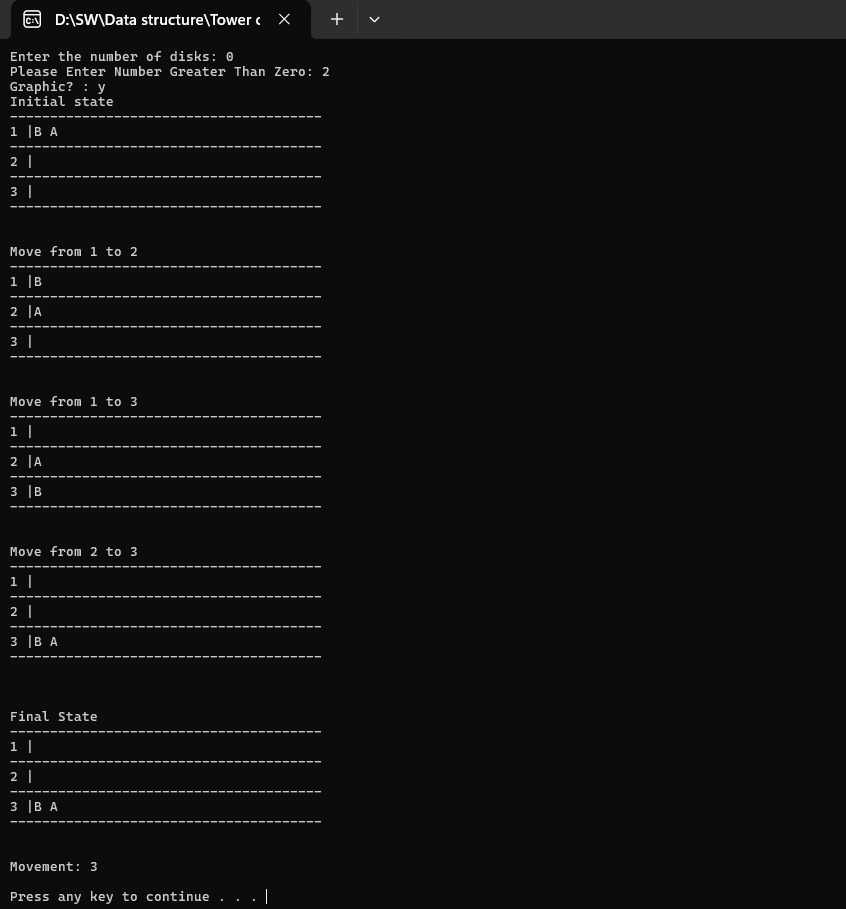 D:\SW\Data structure\Tower c
Enter the number of disks: 0
Please Enter Number Greater Than Zero: 2
Graphic? : y
Initial state
---------------------------------------
1 |B A
---------------------------------------
2 |
---------------------------------------
3 |
---------------------------------------
Move from 1 to 2
---------------------------------------
1 |B
---------------------------------------
2 |A
---------------------------------------
3 |
---------------------------------------
Move from 1 to 3
---------------------------------------
1 |
---------------------------------------
2 |A
---------------------------------------
3 |B
---------------------------------------
Move from 2 to 3
---------------------------------------
1 |
---------------------------------------
2 |
---------------------------------------
3 |B A
---------------------------------------
Final State
---------------------------------------
1 |
---------------------------------------
2 |
---------------------------------------
3 |B A
---------------------------------------
Movement: 3
Press any key to continue . . .